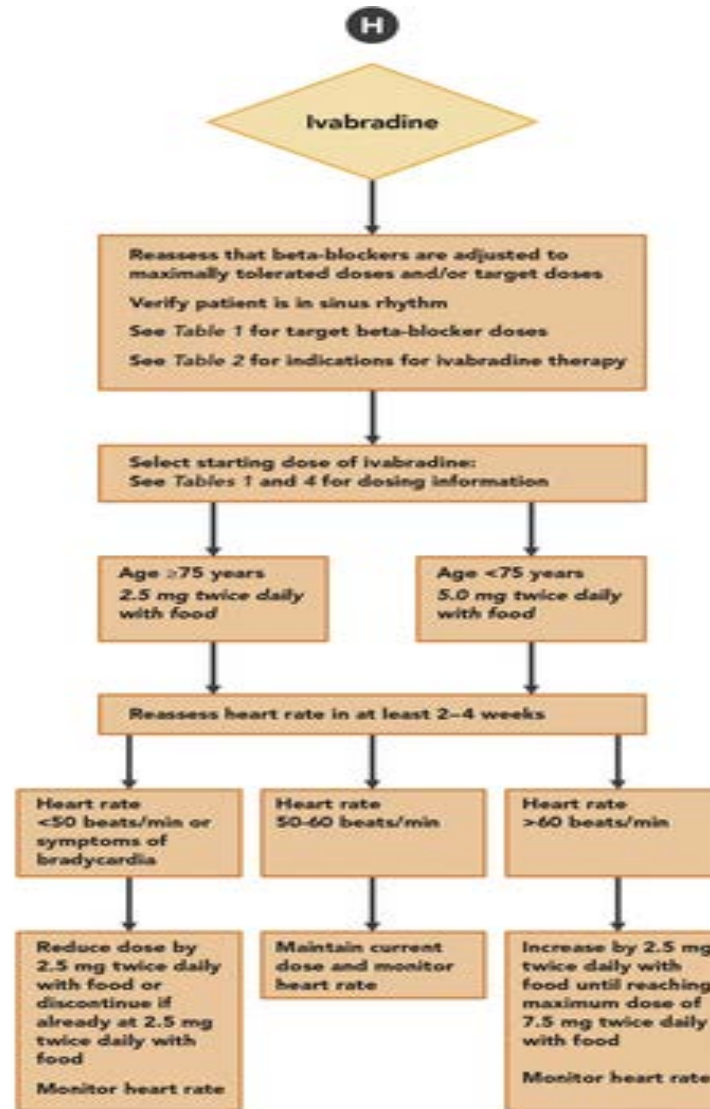 H
Ivabradine
Reassess that beta-blockers are adjusted to
maximally tolerated doses and/or target doses
Verify patient is in sinus rhythm
See Table 1 for target beta-blocker doses
See Table 2 for indications for ivabradine therapy
Select starting dose of ivabradine:
See Tables 1 and 4 for dosing information
Age ≥75 years
2.5 mg twice daily
with food
Age <75 years
5.0 mg twice daily
with food
Reassess heart rate in at least 2–4 weeks
Heart rate
<50 beats/min or
symptoms of
bradycardia
Heart rate
50-60 beats/min
Heart rate
>60 beats/min
Reduce dose by
2.5 mg twice daily
with food or
discontinue if
already at 2.5 mg
twice daily with
food
Monitor heart rate
Maintain current
dose and monitor
heart rate
Increase by 2.5 mg
twice daily with
food until reaching
maximum dose of
7.5 mg twice daily
with food
Monitor heart rate